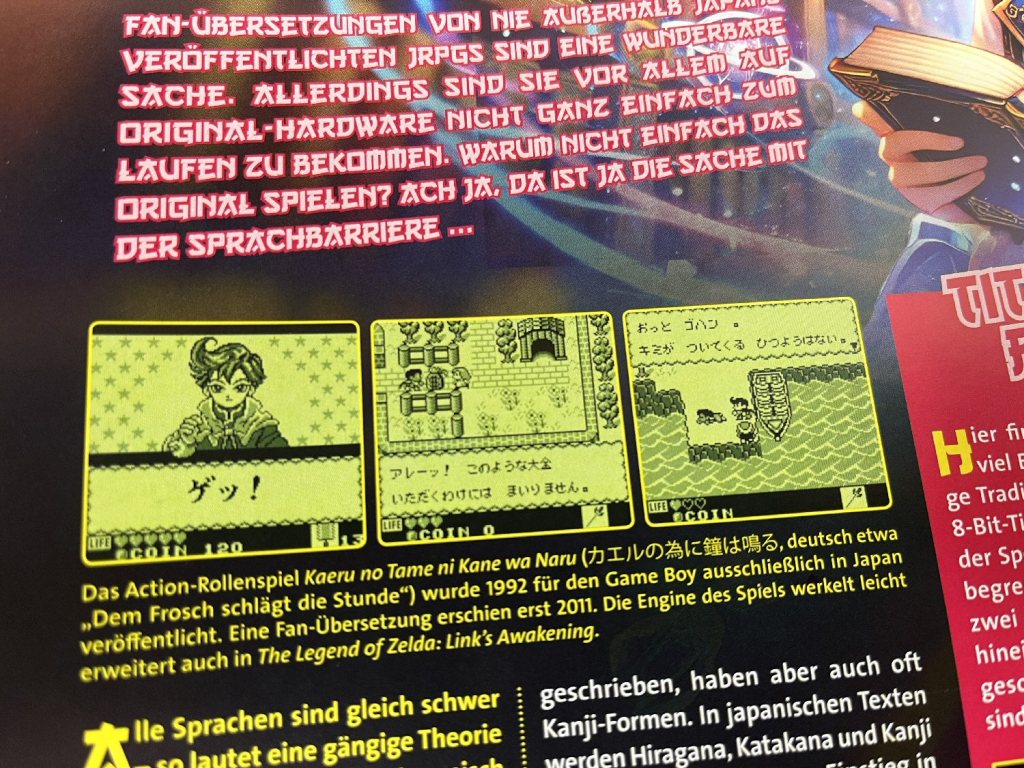 FAN-ÜBERSETZUNGEN VON NIE AUßERHALB JAPANS
VERÖFFENTLICHTEN JRPGS SIND EINE WUNDERBARE
SACHE. ALLERDINGS SIND SIE VOR ALLEM AUF
ORIGINAL-HARDWARE NICHT GANZ EINFACH ZUM
LAUFEN ZU BEKOMMEN. WARUM NICHT EINFACH DAS
ORIGINAL SPIELEN? ACH JA, DA IST JA DIE SACHE MIT
DER SPRACHBARRIERE ...
ゲッ!
LIFE
COIN 120
13
アレーッ! このような大金
いただくわけには まいりません。
LIFE
COIN 0
おっと ゴハン 。
キミが ついてくる ひつようはない。
LIFE
COIN
Das Action-Rollenspiel Kaeru no Tame ni Kane wa Naru (カエルの為に鐘は鳴る, deutsch etwa
„Dem Frosch schlägt die Stunde“) wurde 1992 für den Game Boy ausschließlich in Japan
veröffentlicht. Eine Fan-Übersetzung erschien erst 2011. Die Engine des Spiels werkelt leicht
erweitert auch in The Legend of Zelda: Link’s Awakening.
Alle Sprachen sind gleich schwer
– so lautet eine gängige Theorie
geschrieben, haben aber auch oft
Kanji-Formen. In japanischen Texten
werden Hiragana, Katakana und Kanji
Einstieg in
TIT
Hier fin
viel E
ge Tradi
8-Bit-Ti
der Sp
begre
zwei
hinei
geso
sind